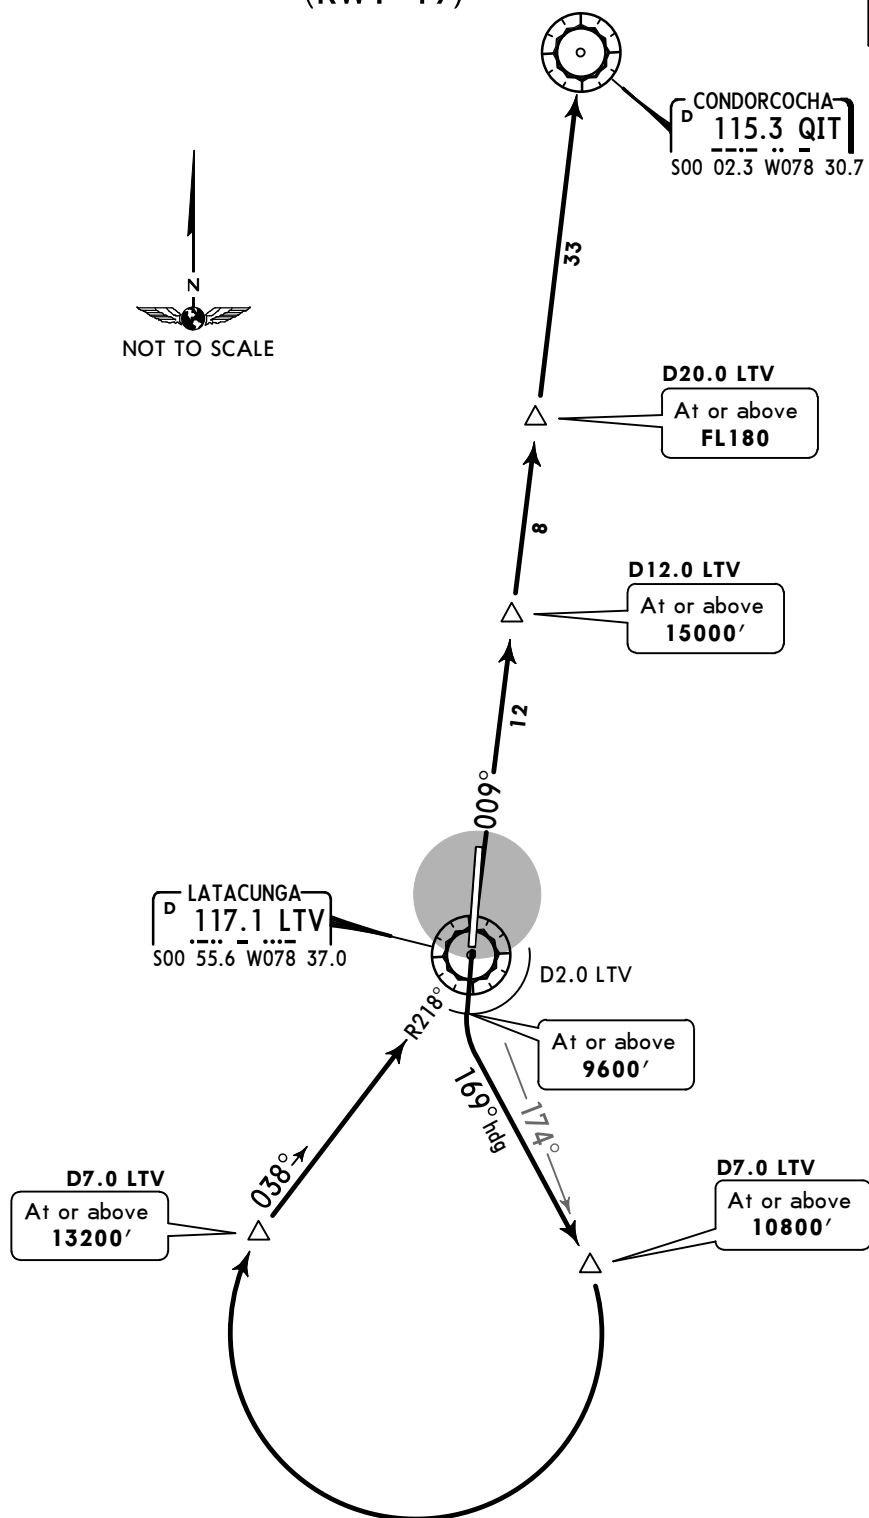 CONDORCOCHA
D 115.3 QIT
S00 02.3 W078 30.7
N
NOT TO SCALE
33
D20.0 LTV
At or above
FL180
8
D12.0 LTV
At or above
15000'
12
009°
LATACUNGA
D 117.1 LTV
S00 55.6 W078 37.0
D2.0 LTV
R218°
At or above
9600'
169° hdg
174°
038°
D7.0 LTV
At or above
13200'
D7.0 LTV
At or above
10800'